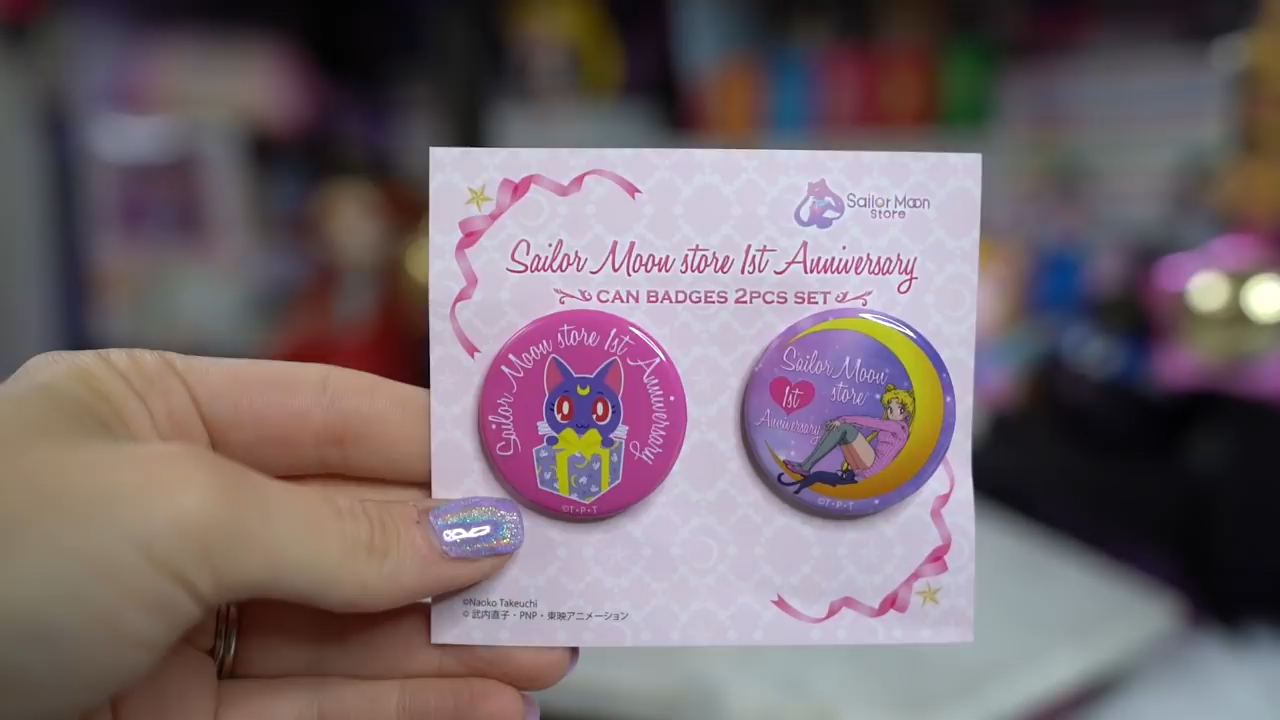 Sailor Moon
store
Sailor Moon store 1st Anniversary
CAN BADGES 2PCS SET
Sailor Moon store 1st Anniversary
©T・P・T
Sailor Moon
store
1st
Anniversary
©T・P・T
©Naoko Takeuchi
© 武内直子・PNP・東映アニメーション